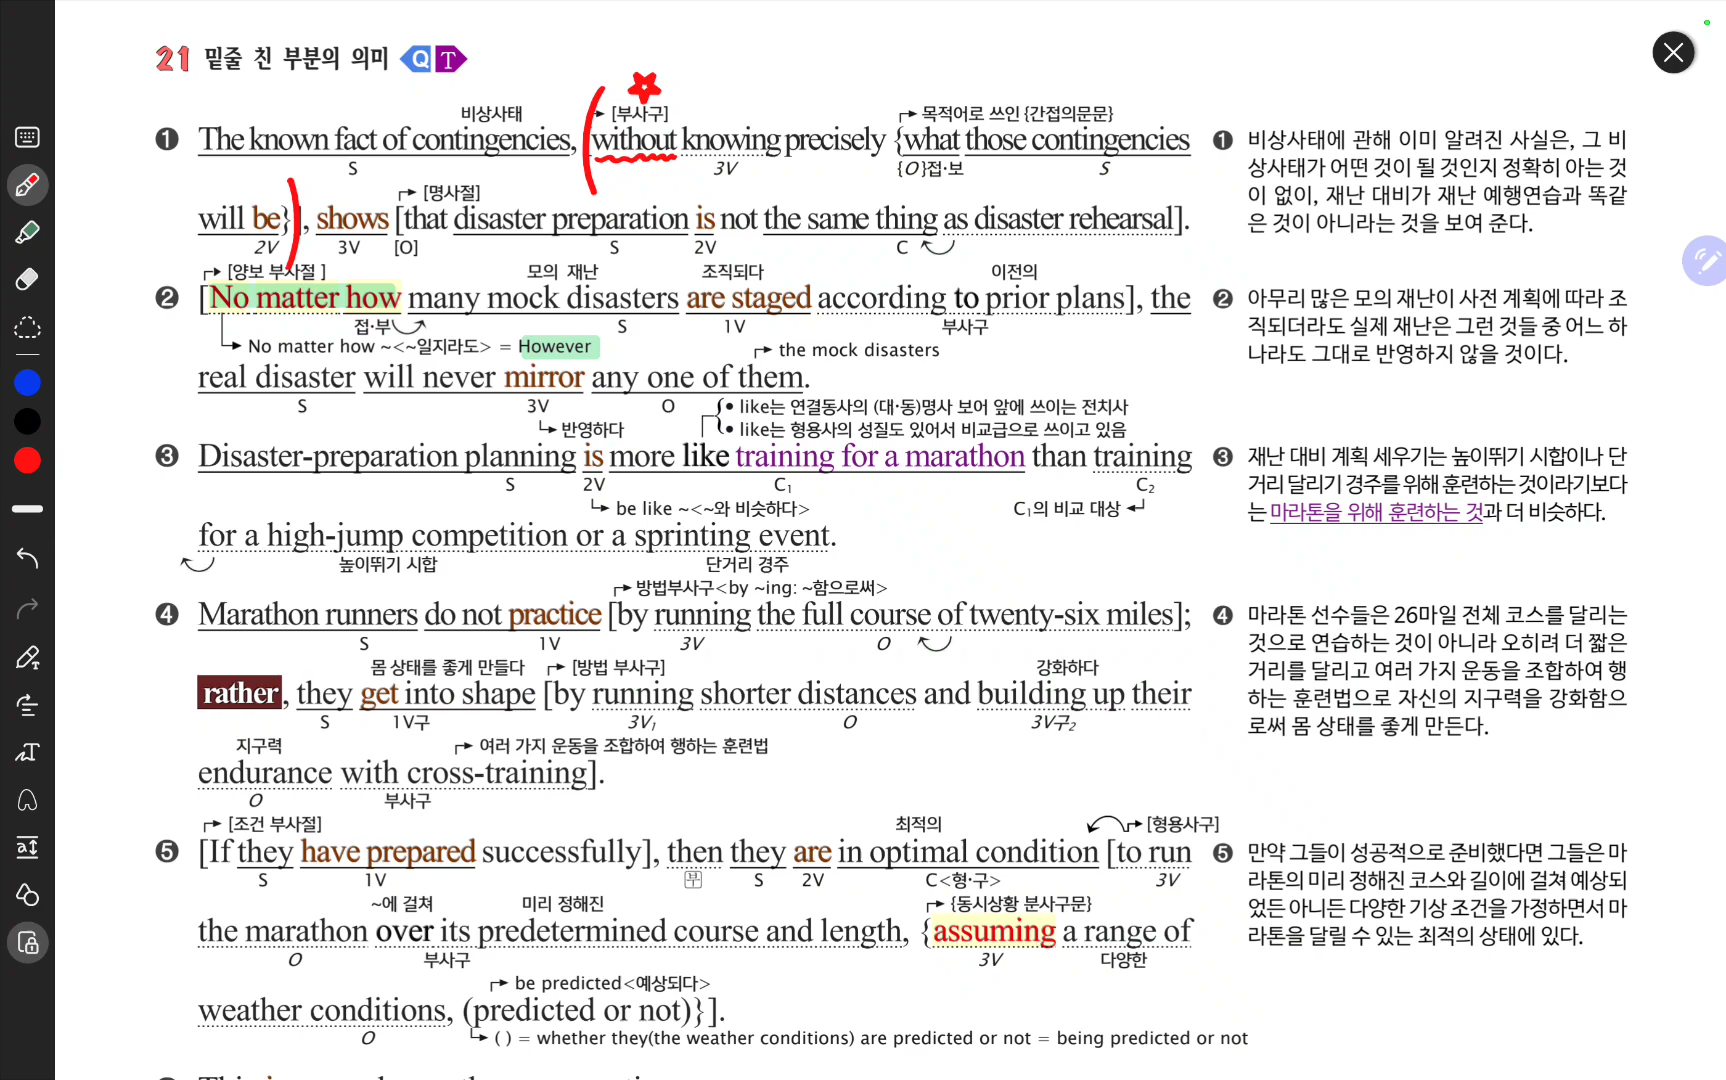 21 밑줄 친 부분의 의미 Q T
비상사태 [부사구] 목적어로 쓰인 {간접의문문}
❶ The known fact of contingencies, [without knowing precisely {what those contingencies
S 3V {O}접·보 S
[명사절]
will be}], shows [that disaster preparation is not the same thing as disaster rehearsal].
2V 3V [O] S 2V C
❶ 비상사태에 관해 이미 알려진 사실은, 그 비
상사태가 어떤 것이 될 것인지 정확히 아는 것
이 없이, 재난 대비가 재난 예행연습과 똑같
은 것이 아니라는 것을 보여 준다.
[양보 부사절 ] 모의 재난 조직되다 이전의
❷ [No matter how many mock disasters are staged according to prior plans], the
접·부 S 1V 부사구
No matter how ~<~일지라도> = However the mock disasters
real disaster will never mirror any one of them.
S 3V O
반영하다
❷ 아무리 많은 모의 재난이 사전 계획에 따라 조
직되더라도 실제 재난은 그런 것들 중 어느 하
나라도 그대로 반영하지 않을 것이다.
• like는 연결동사의 (대·동)명사 보어 앞에 쓰이는 전치사
• like는 형용사의 성질도 있어서 비교급으로 쓰이고 있음
❸ Disaster-preparation planning is more like training for a marathon than training
S 2V C₁ C₂
be like ~<~와 비슷하다> C₁의 비교 대상
for a high-jump competition or a sprinting event.
높이뛰기 시합 단거리 경주
❸ 재난 대비 계획 세우기는 높이뛰기 시합이나 단
거리 달리기 경주를 위해 훈련하는 것이라기보다
는 마라톤을 위해 훈련하는 것과 더 비슷하다.
방법부사구<by ~ing: ~함으로써>
❹ Marathon runners do not practice [by running the full course of twenty-six miles];
S 1V 3V O
몸 상태를 좋게 만들다 [방법 부사구] 강화하다
rather, they get into shape [by running shorter distances and building up their
S 1V구 3V₁ O 3V구₂
지구력 여러 가지 운동을 조합하여 행하는 훈련법
endurance with cross-training].
O 부사구
❹ 마라톤 선수들은 26마일 전체 코스를 달리는
것으로 연습하는 것이 아니라 오히려 더 짧은
거리를 달리고 여러 가지 운동을 조합하여 행
하는 훈련법으로 자신의 지구력을 강화함으
로써 몸 상태를 좋게 만든다.
[조건 부사절] 최적의 [형용사구]
❺ [If they have prepared successfully], then they are in optimal condition [to run
S 1V 부 S 2V C<형·구> 3V
~에 걸쳐 미리 정해진 {동시상황 분사구문}
the marathon over its predetermined course and length, {assuming a range of
O 부사구 3V 다양한
be predicted<예상되다>
weather conditions, (predicted or not)}].
O ( ) = whether they(the weather conditions) are predicted or not = being predicted or not
❺ 만약 그들이 성공적으로 준비했다면 그들은 마
라톤의 미리 정해진 코스와 길이에 걸쳐 예상되
었든 아니든 다양한 기상 조건을 가정하면서 마
라톤을 달릴 수 있는 최적의 상태에 있다.